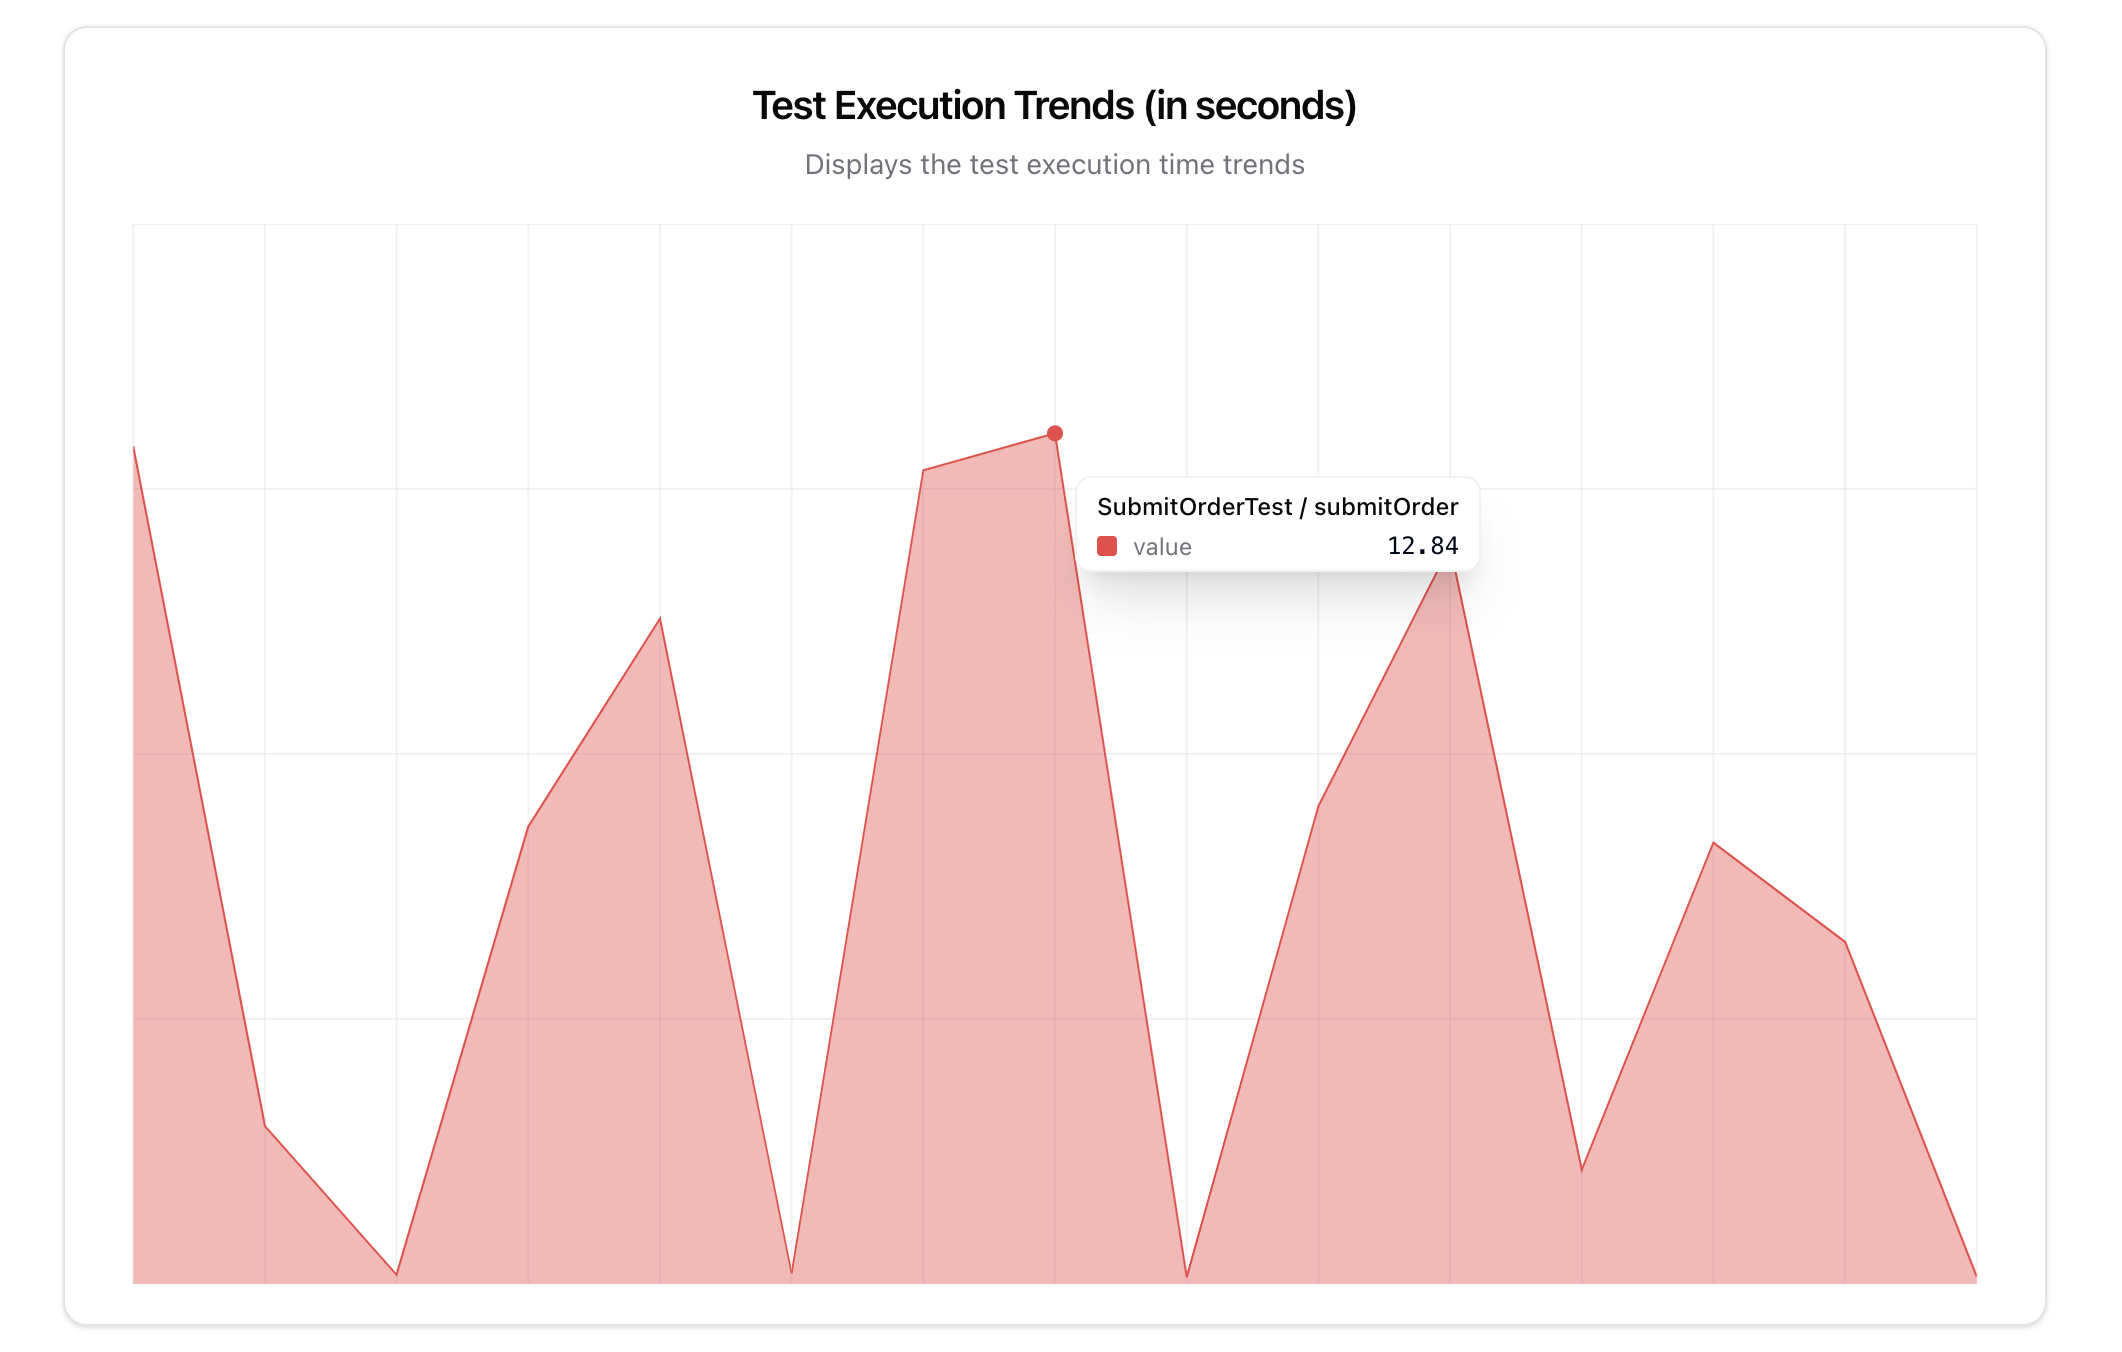 Test Execution Trends (in seconds)
Displays the test execution time trends
SubmitOrderTest / submitOrder
value 12.84